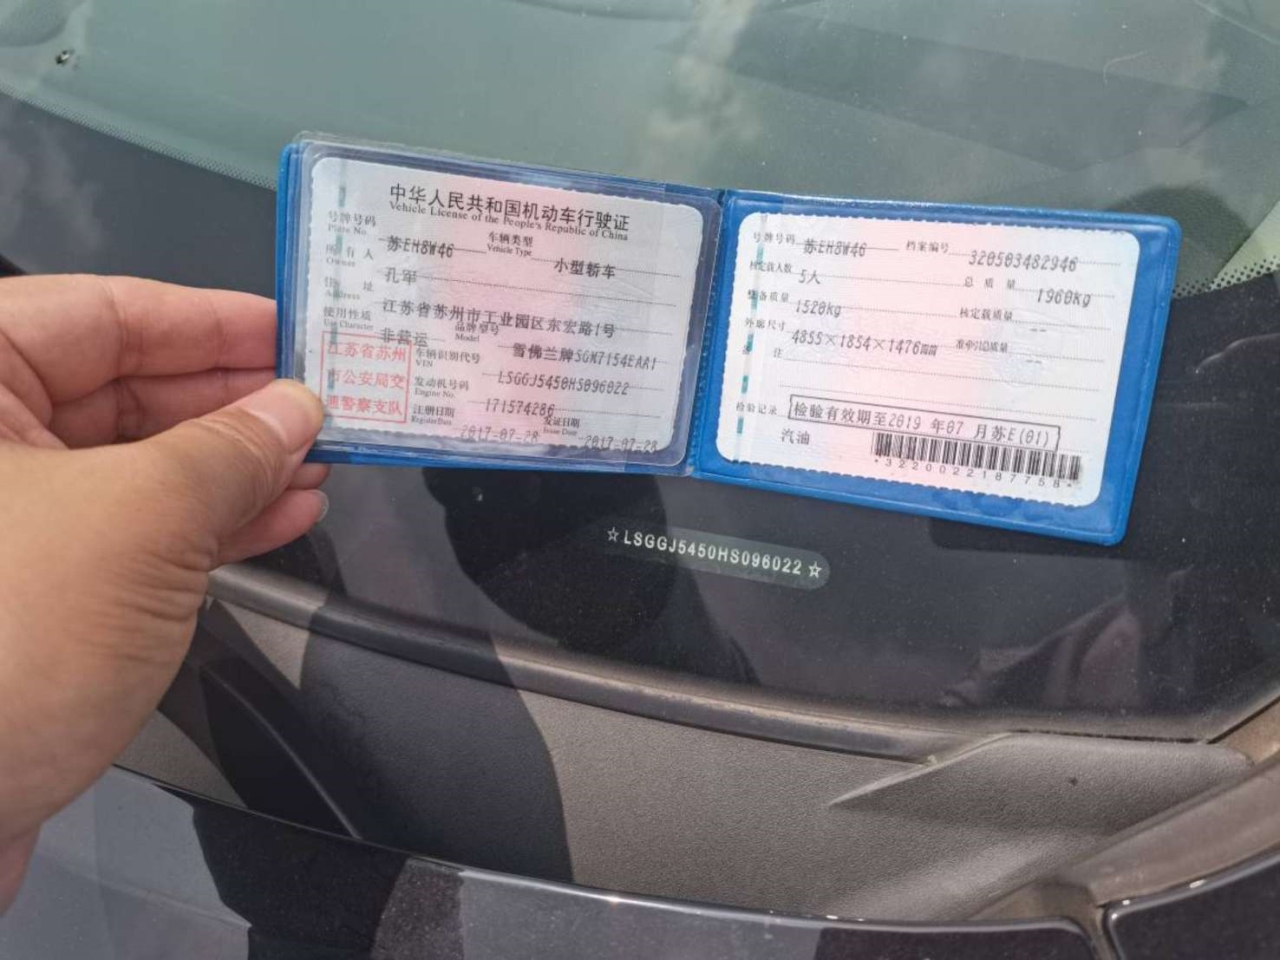 中华人民共和国机动车行驶证
Vehicle License of the People's Republic of China
号牌号码 苏EH8W46 车辆类型 小型轿车
Plate No. Vehicle Type
所有人 孔军
Owner
住址 江苏省苏州市工业园区东宏路1号
Address
使用性质 非营运 品牌型号 雪佛兰牌SGM7154EAA1
Use Character Model
江苏省苏州
市公安局交
通警察支队
车辆识别代号 LSGGJ5450HS096022
VIN
发动机号码 171574286
Engine No.
注册日期 2017-07-28 发证日期 2017-07-28
Register Date Issue Date
号牌号码 苏EH8W46 档案编号 320503482946
核定载人数 5人 总质量 1960kg
整备质量 1520kg 核定载质量 --
外廓尺寸 4855×1854×1476mm 准牵引总质量 --
备注
检验记录 检验有效期至2019年07月苏E(01)
汽油
*3220022187758*
☆LSGGJ5450HS096022☆